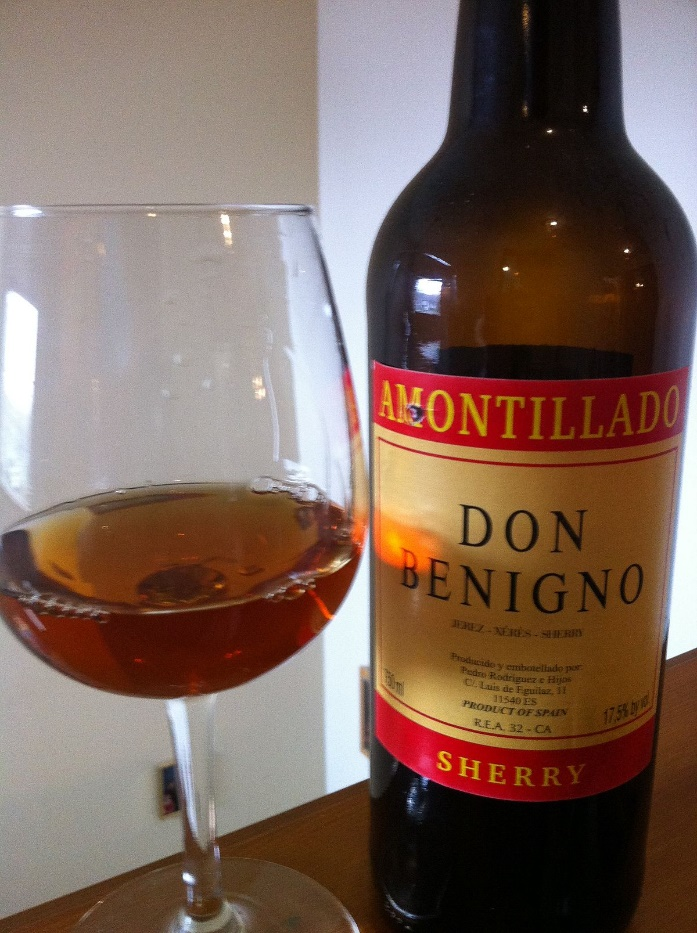 AMONTILLADO
DON
BENIGNO
JEREZ - XÉRÈS - SHERRY
Producido y embotellado por:
Pedro Rodríguez e Hijos
C/. Luis de Eguilaz, 11
11540 ES
PRODUCT OF SPAIN
R.E.A. 32 - CA
750 ml
17,5% by vol.
SHERRY